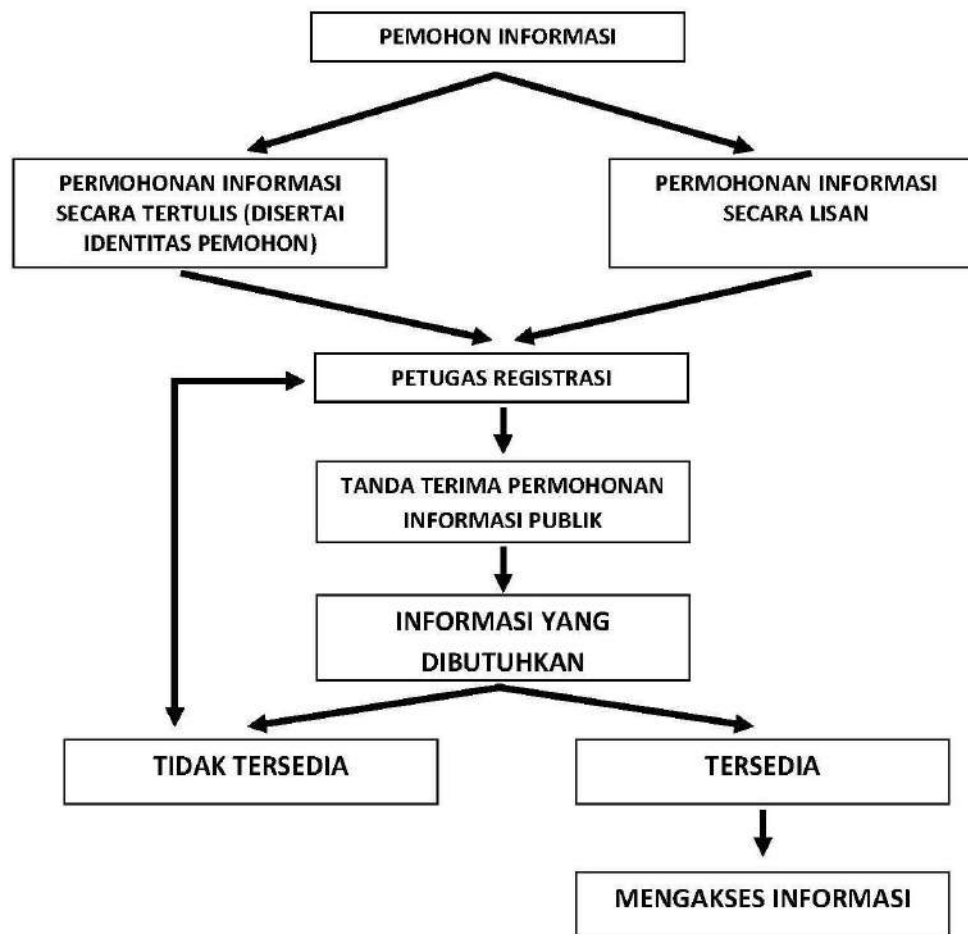 PEMOHON INFORMASI
PERMOHONAN INFORMASI
SECARA TERTULIS (DISERTAI
IDENTITAS PEMOHON)
PERMOHONAN INFORMASI
SECARA LISAN
PETUGAS REGISTRASI
TANDA TERIMA PERMOHONAN
INFORMASI PUBLIK
INFORMASI YANG
DIBUTUHKAN
TIDAK TERSEDIA
TERSEDIA
MENGAKSES INFORMASI